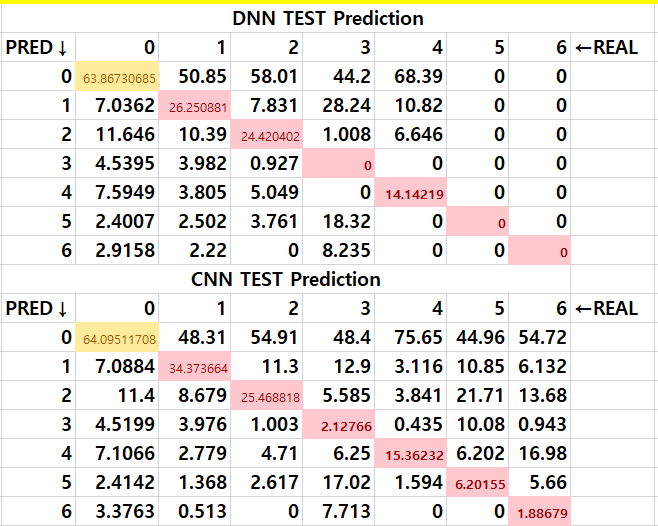 DNN TEST Prediction
PRED↓ 0 1 2 3 4 5 6 ←REAL
0 63.86730685 50.85 58.01 44.2 68.39 0 0
1 7.0362 26.250881 7.831 28.24 10.82 0 0
2 11.646 10.39 24.420402 1.008 6.646 0 0
3 4.5395 3.982 0.927 0 0 0 0
4 7.5949 3.805 5.049 0 14.14219 0 0
5 2.4007 2.502 3.761 18.32 0 0 0
6 2.9158 2.22 0 8.235 0 0 0
CNN TEST Prediction
PRED↓ 0 1 2 3 4 5 6 ←REAL
0 64.09511708 48.31 54.91 48.4 75.65 44.96 54.72
1 7.0884 34.373664 11.3 12.9 3.116 10.85 6.132
2 11.4 8.679 25.468818 5.585 3.841 21.71 13.68
3 4.5199 3.976 1.003 2.12766 0.435 10.08 0.943
4 7.1066 2.779 4.71 6.25 15.36232 6.202 16.98
5 2.4142 1.368 2.617 17.02 1.594 6.20155 5.66
6 3.3763 0.513 0 7.713 0 0 1.88679